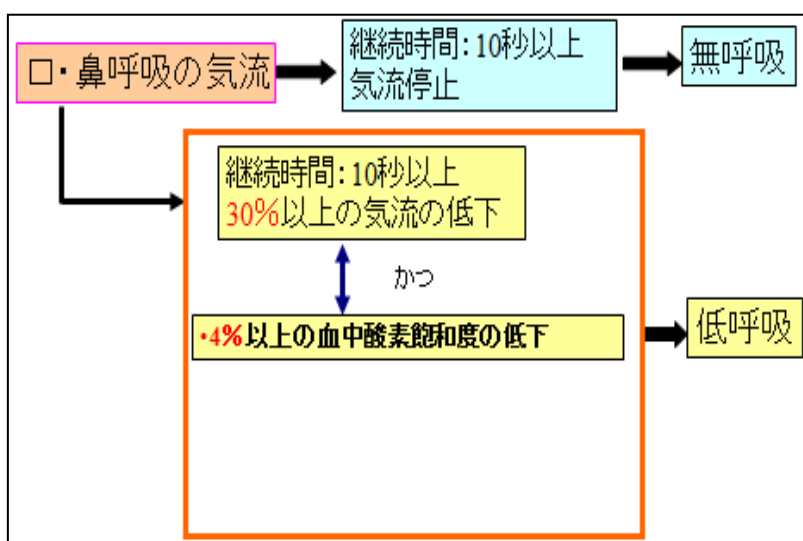 口・鼻呼吸の気流
継続時間：10秒以上
気流停止
無呼吸
継続時間：10秒以上
30%以上の気流の低下
かつ
・4%以上の血中酸素飽和度の低下
低呼吸